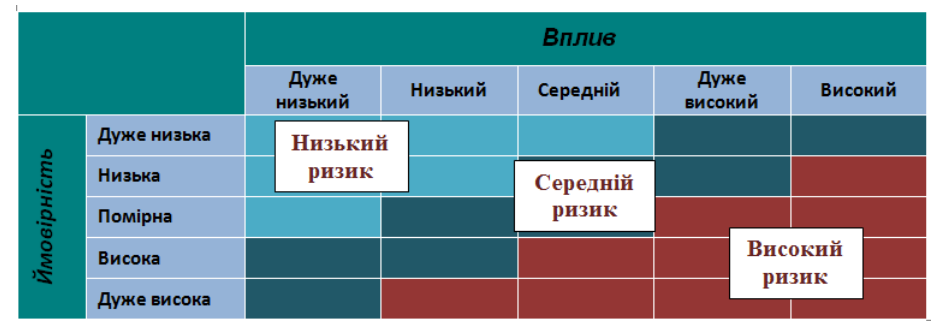 Вплив
Дуже
низький
Низький
Середній
Дуже
високий
Високий
Ймовірність
Дуже низька
Низька
Помірна
Висока
Дуже висока
Низький
ризик
Середній
ризик
Високий
ризик